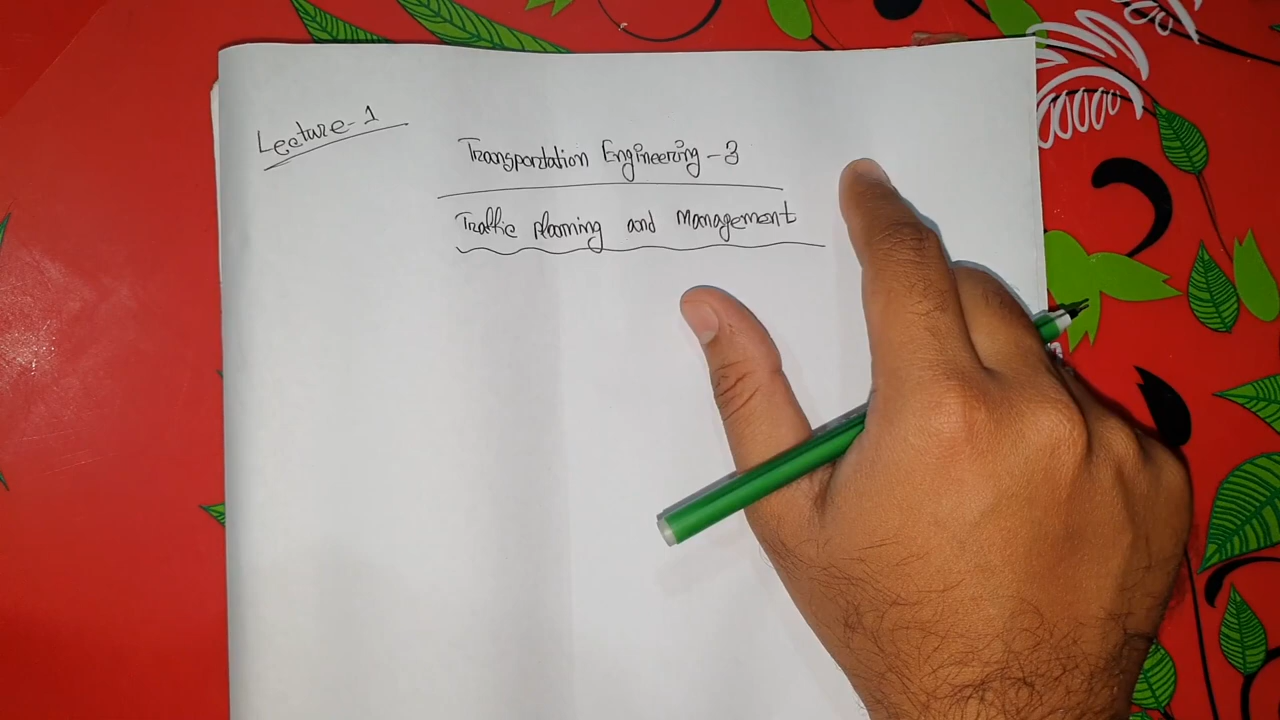 Lecture-1
Transportation Engineering-3
Traffic planning and management